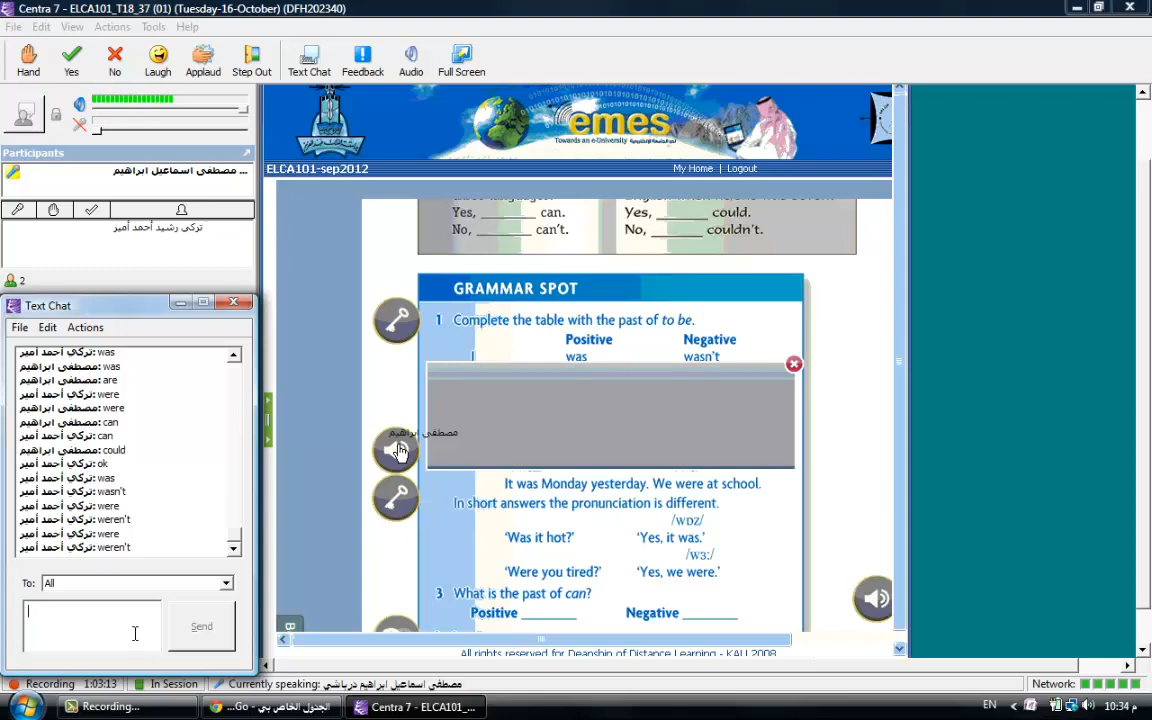 Centra 7 - ELCA101_T18_37 (01) (Tuesday-16-October) (DFH202340)
File Edit View Actions Tools Help
Hand Yes No Laugh Applaud Step Out Text Chat Feedback Audio Full Screen
Participants
... مصطفى اسماعيل ابراهيم
تركي رشيد أحمد أمير
2
Text Chat
File Edit Actions
تركي أحمد أمير: was
مصطفى ابراهيم: was
مصطفى ابراهيم: are
تركي أحمد أمير: were
مصطفى ابراهيم: were
مصطفى ابراهيم: can
تركي أحمد أمير: can
مصطفى ابراهيم: could
تركي أحمد أمير: ok
تركي أحمد أمير: was
تركي أحمد أمير: wasn't
تركي أحمد أمير: were
تركي أحمد أمير: weren't
تركي أحمد أمير: were
تركي أحمد أمير: weren't
To: All
Send
emes
Towards an e-University
ELCA101-sep2012
My Home | Logout
Yes, ______ can. Yes, ______ could.
No, ______ can't. No, ______ couldn't.
GRAMMAR SPOT
1 Complete the table with the past of to be.
Positive Negative
I was wasn't
مصطفى ابراهيم
It was Monday yesterday. We were at school.
In short answers the pronunciation is different.
/wɒz/
'Was it hot?' 'Yes, it was.'
/wɜː/
'Were you tired?' 'Yes, we were.'
3 What is the past of can?
Positive ______ Negative ______
All rights reserved for Deanship of Distance Learning - KAU 2008
Recording 1:03:13 In Session Currently speaking: مصطفى اسماعيل ابراهيم درباشي Network:
Recording... الجدول الخاص بي - Go... Centra 7 - ELCA101_... EN 10:34 م